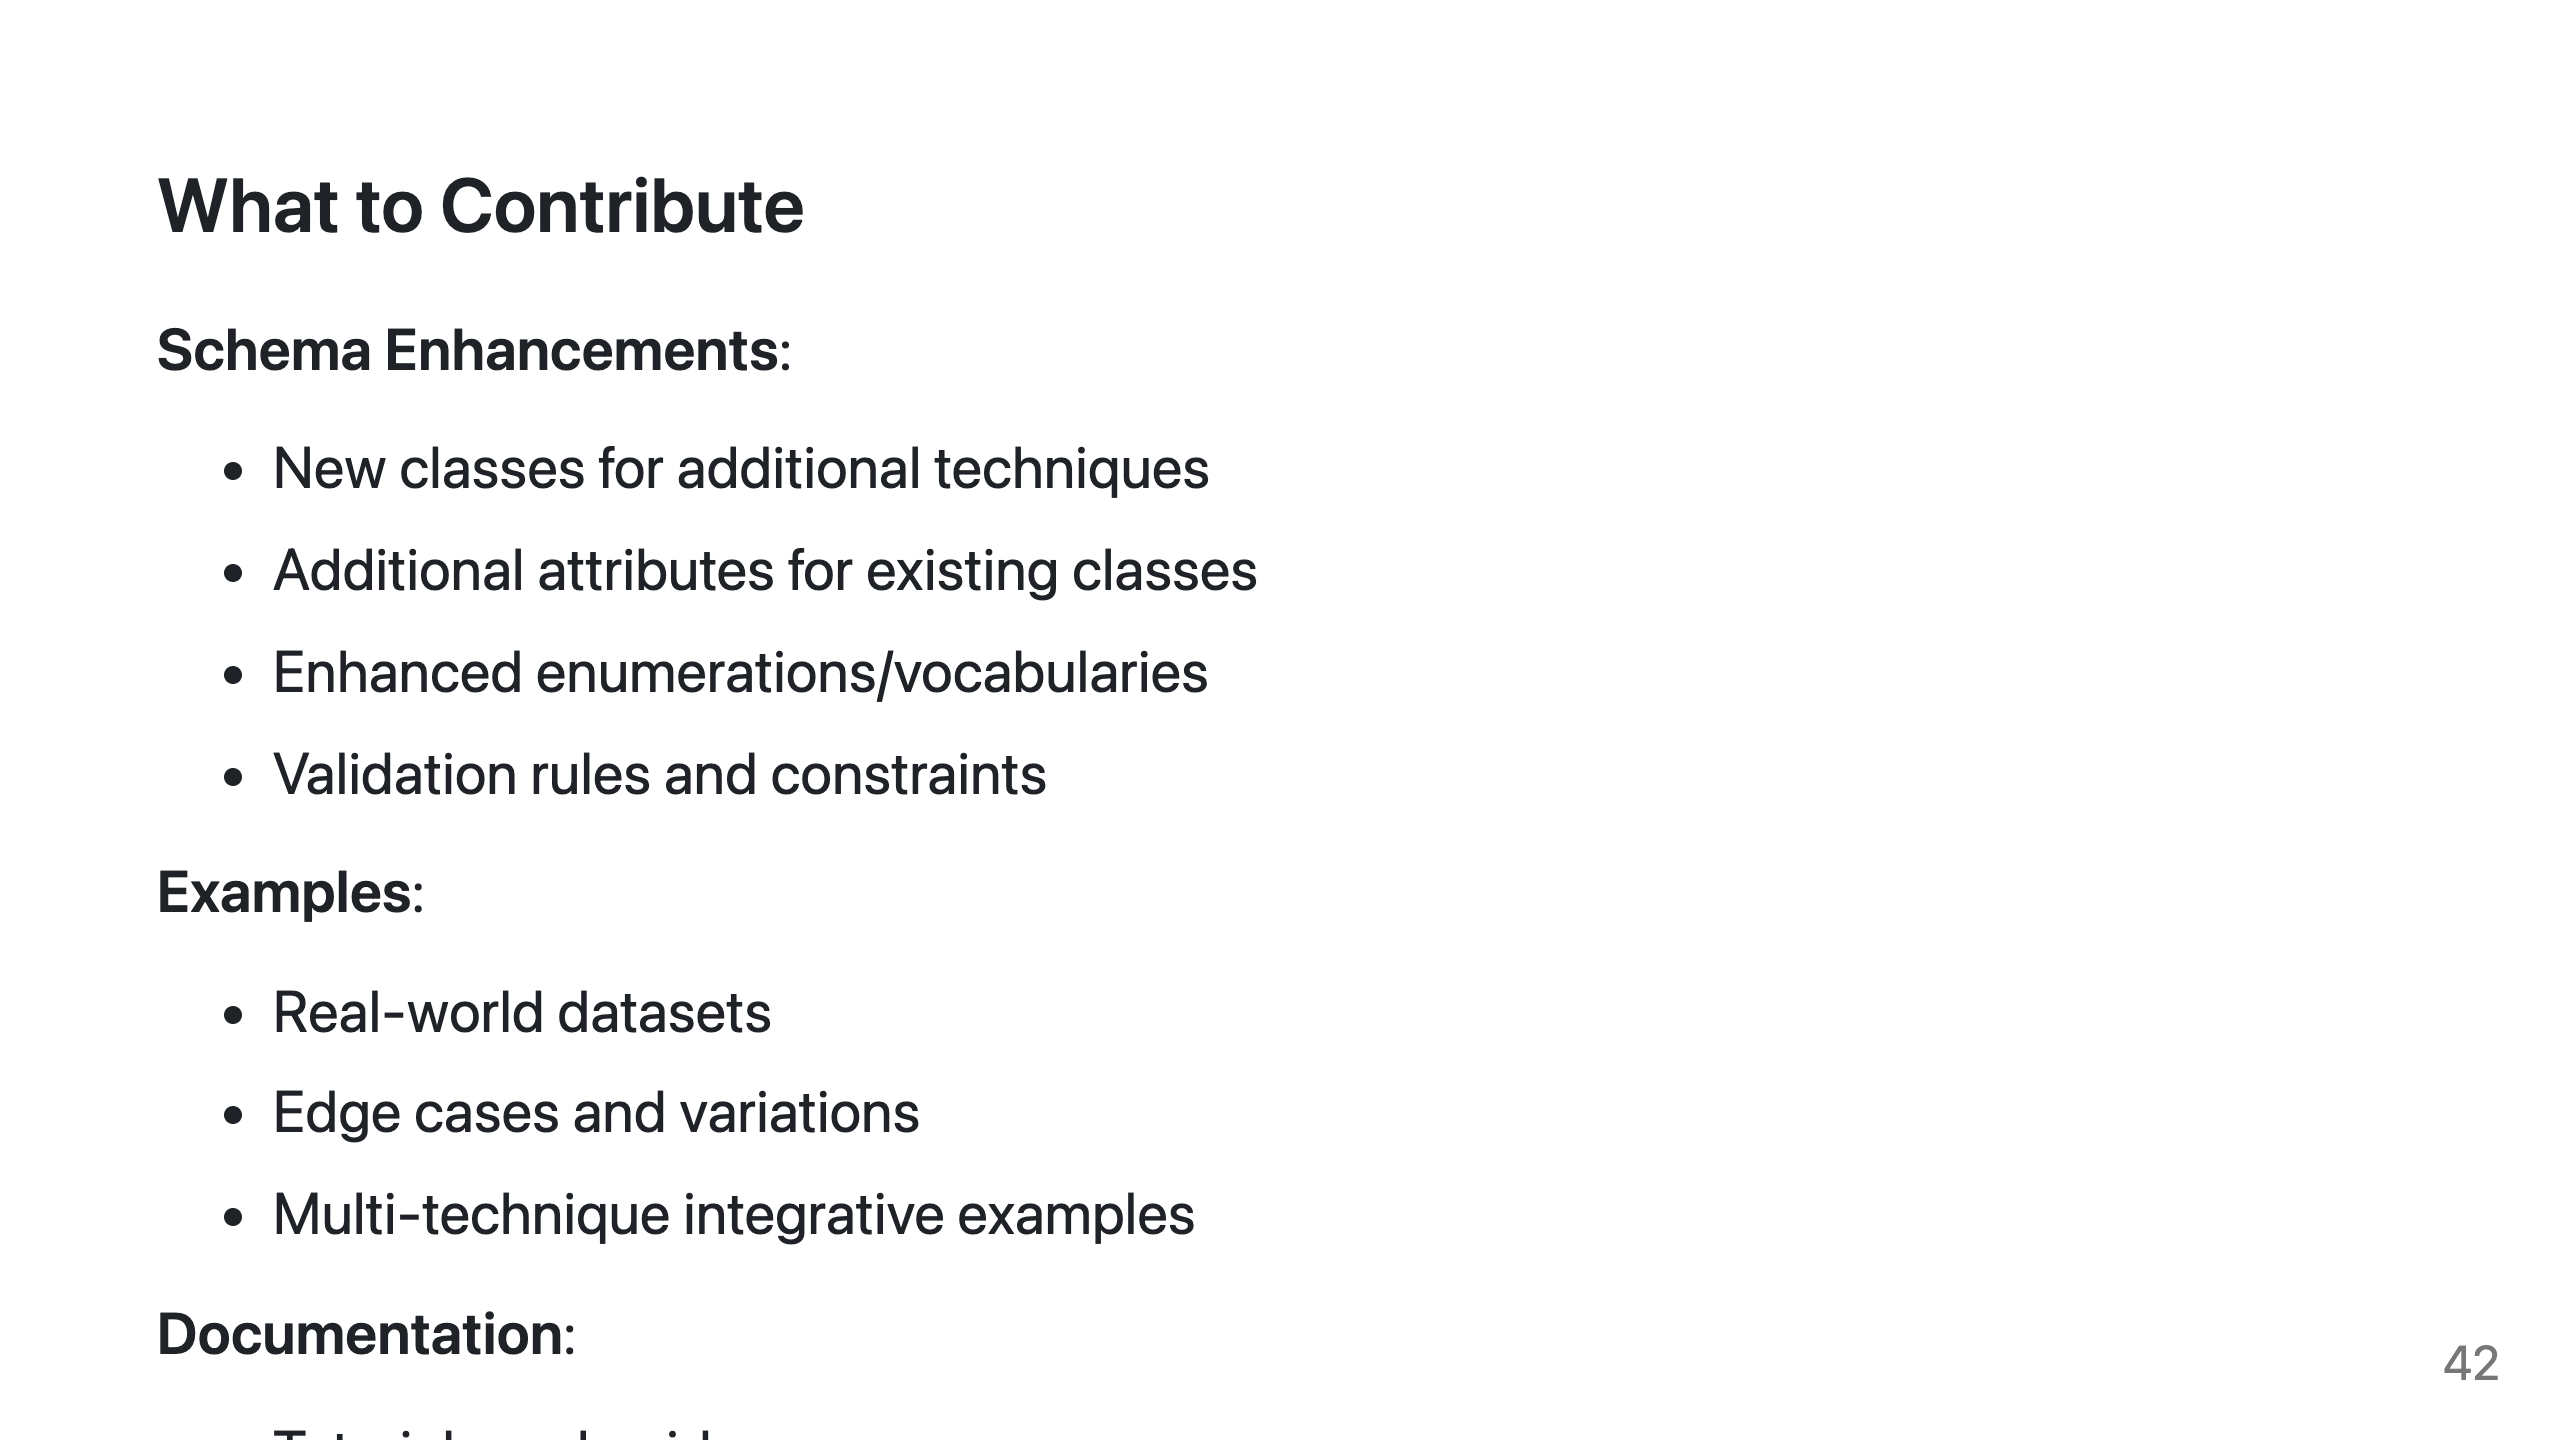 What to Contribute
Schema Enhancements:
• New classes for additional techniques
• Additional attributes for existing classes
• Enhanced enumerations/vocabularies
• Validation rules and constraints
Examples:
• Real-world datasets
• Edge cases and variations
• Multi-technique integrative examples
Documentation:
42